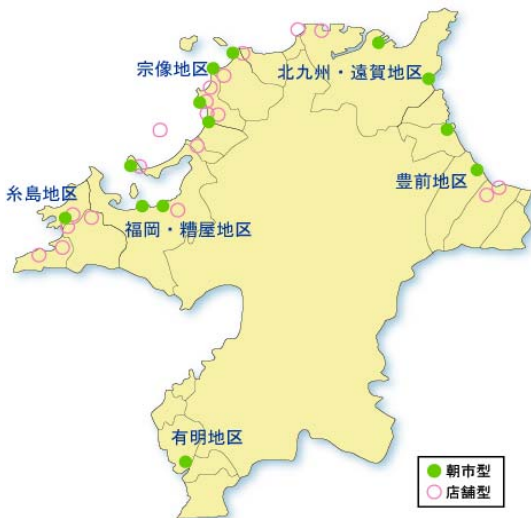 宗像地区
北九州・遠賀地区
豊前地区
糸島地区
福岡・糟屋地区
有明地区
朝市型
店舗型